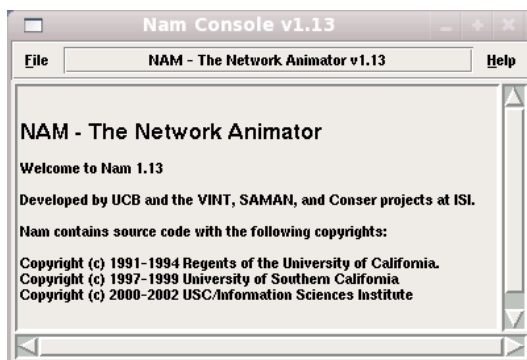 Nam Console v1.13
File
NAM - The Network Animator v1.13
Help
NAM - The Network Animator
Welcome to Nam 1.13
Developed by UCB and the VINT, SAMAN, and Conser projects at ISI.
Nam contains source code with the following copyrights:
Copyright (c) 1991-1994 Regents of the University of California.
Copyright (c) 1997-1999 University of Southern California
Copyright (c) 2000-2002 USC/Information Sciences Institute